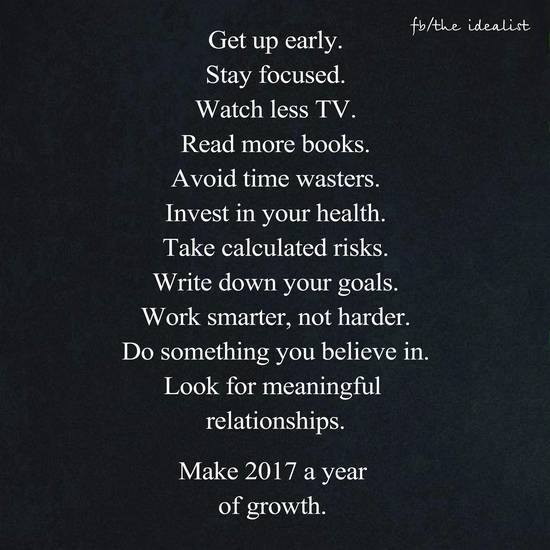 fb/the idealist
Get up early.
Stay focused.
Watch less TV.
Read more books.
Avoid time wasters.
Invest in your health.
Take calculated risks.
Write down your goals.
Work smarter, not harder.
Do something you believe in.
Look for meaningful
relationships.
Make 2017 a year
of growth.